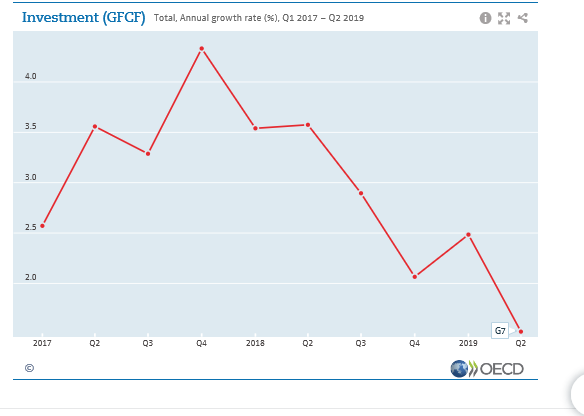 Investment (GFCF) Total, Annual growth rate (%), Q1 2017 – Q2 2019
4.0
3.5
3.0
2.5
2.0
G7
2017 Q2 Q3 Q4 2018 Q2 Q3 Q4 2019 Q2
© OECD